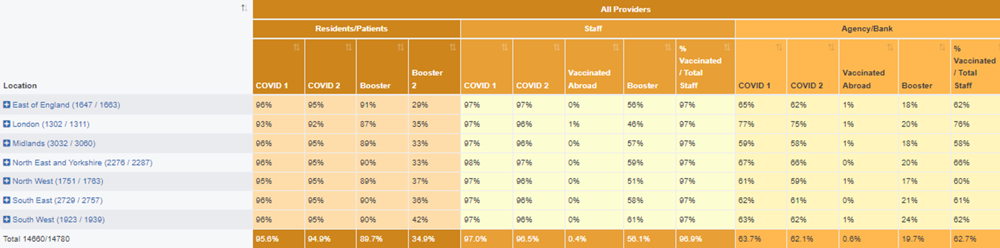 All Providers
Residents/Patients Staff Agency/Bank
Location COVID 1 COVID 2 Booster Booster 2 COVID 1 COVID 2 Vaccinated Abroad Booster % Vaccinated / Total Staff COVID 1 COVID 2 Vaccinated Abroad Booster % Vaccinated / Total Staff
East of England (1647 / 1663) 96% 95% 91% 29% 97% 97% 0% 56% 97% 65% 62% 1% 18% 62%
London (1302 / 1311) 93% 92% 87% 35% 97% 96% 1% 46% 97% 77% 75% 1% 20% 76%
Midlands (3032 / 3060) 96% 95% 89% 33% 97% 96% 0% 57% 97% 59% 58% 1% 18% 58%
North East and Yorkshire (2276 / 2287) 96% 95% 90% 33% 98% 97% 0% 59% 97% 67% 66% 0% 20% 66%
North West (1751 / 1763) 95% 95% 89% 37% 97% 96% 0% 51% 97% 61% 59% 1% 17% 60%
South East (2729 / 2757) 96% 95% 90% 36% 97% 96% 0% 58% 97% 62% 61% 0% 21% 61%
South West (1923 / 1939) 96% 95% 90% 42% 97% 96% 0% 61% 97% 63% 62% 1% 24% 62%
Total 14660/14780 95.6% 94.9% 89.7% 34.9% 97.0% 96.5% 0.4% 56.1% 96.9% 63.7% 62.1% 0.6% 19.7% 62.7%